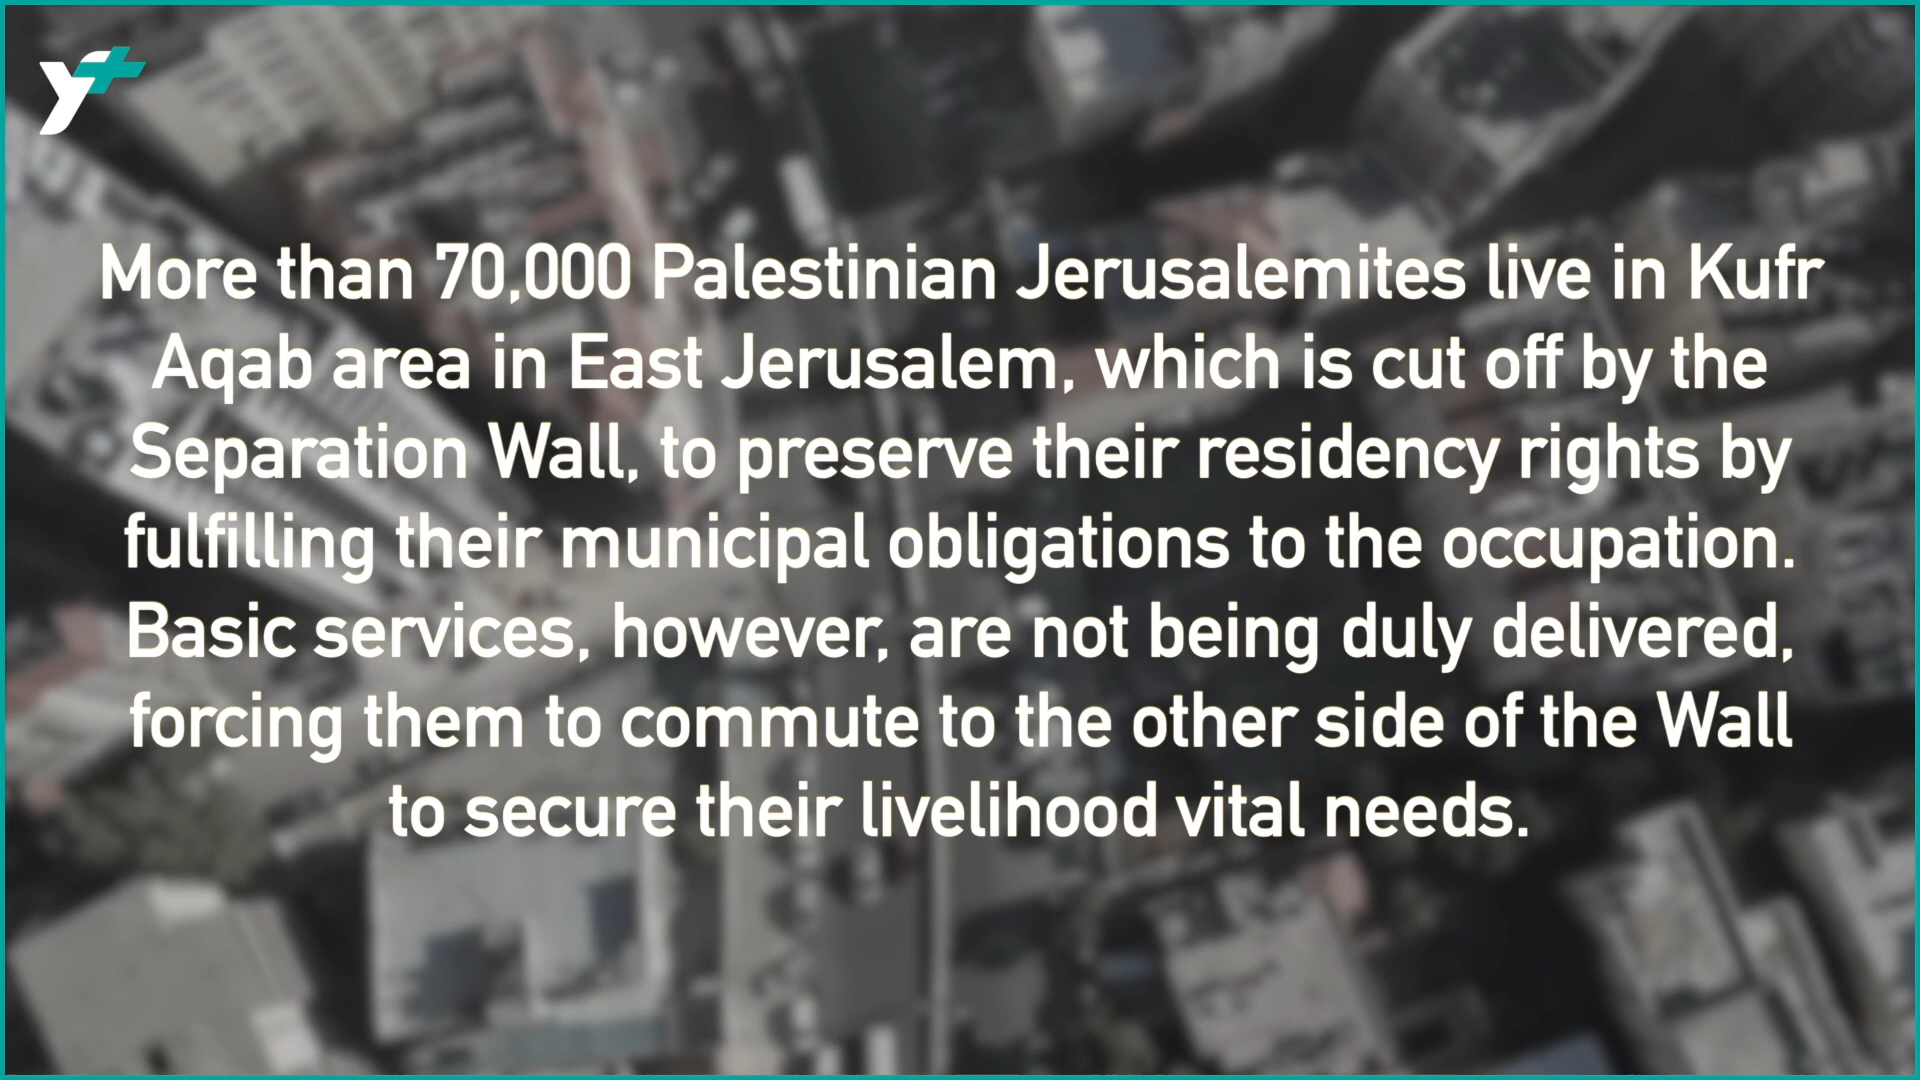 y+
More than 70,000 Palestinian Jerusalemites live in Kufr
Aqab area in East Jerusalem, which is cut off by the
Separation Wall, to preserve their residency rights by
fulfilling their municipal obligations to the occupation.
Basic services, however, are not being duly delivered,
forcing them to commute to the other side of the Wall
to secure their livelihood vital needs.